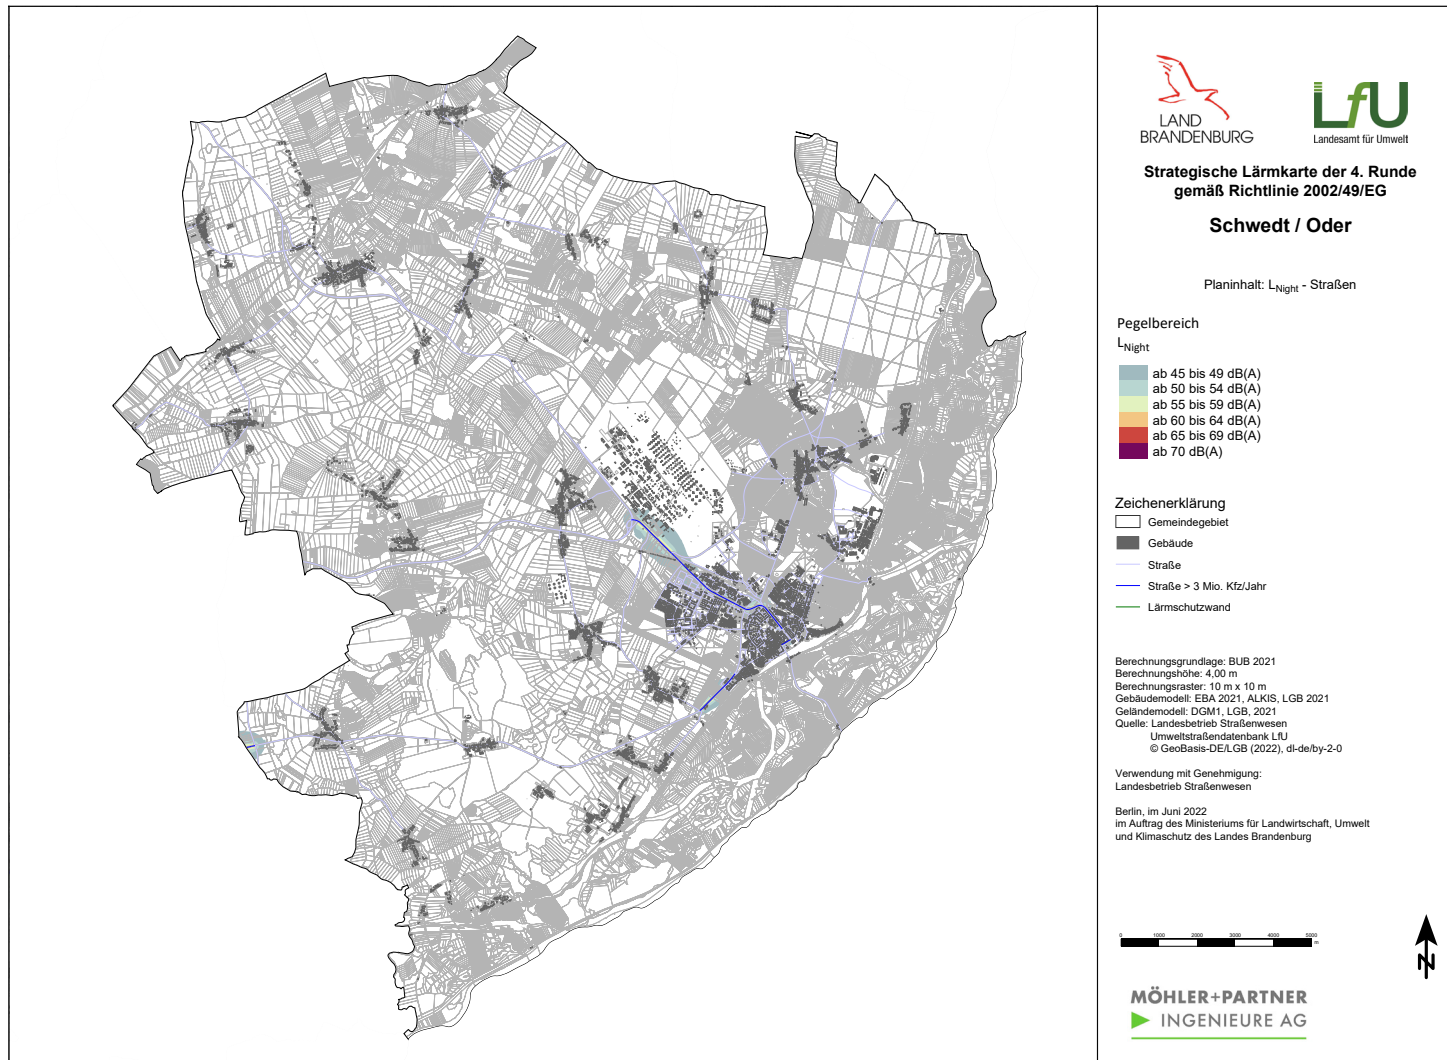 LAND
BRANDENBURG
LfU
Landesamt für Umwelt
Strategische Lärmkarte der 4. Runde
gemäß Richtlinie 2002/49/EG
Schwedt / Oder
Planinhalt: LNight - Straßen
Pegelbereich
LNight
ab 45 bis 49 dB(A)
ab 50 bis 54 dB(A)
ab 55 bis 59 dB(A)
ab 60 bis 64 dB(A)
ab 65 bis 69 dB(A)
ab 70 dB(A)
Zeichenerklärung
Gemeindegebiet
Gebäude
Straße
Straße > 3 Mio. Kfz/Jahr
Lärmschutzwand
Berechnungsgrundlage: BUB 2021
Berechnungshöhe: 4,00 m
Berechnungsraster: 10 m x 10 m
Gebäudemodell: EBA 2021, ALKIS, LGB 2021
Geländemodell: DGM1, LGB, 2021
Quelle: Landesbetrieb Straßenwesen
Umweltstraßendatenbank LfU
© GeoBasis-DE/LGB (2022), dl-de/by-2-0
Verwendung mit Genehmigung:
Landesbetrieb Straßenwesen
Berlin, im Juni 2022
im Auftrag des Ministeriums für Landwirtschaft, Umwelt
und Klimaschutz des Landes Brandenburg
0 1000 2000 3000 4000 5000
m
N
MÖHLER+PARTNER
INGENIEURE AG